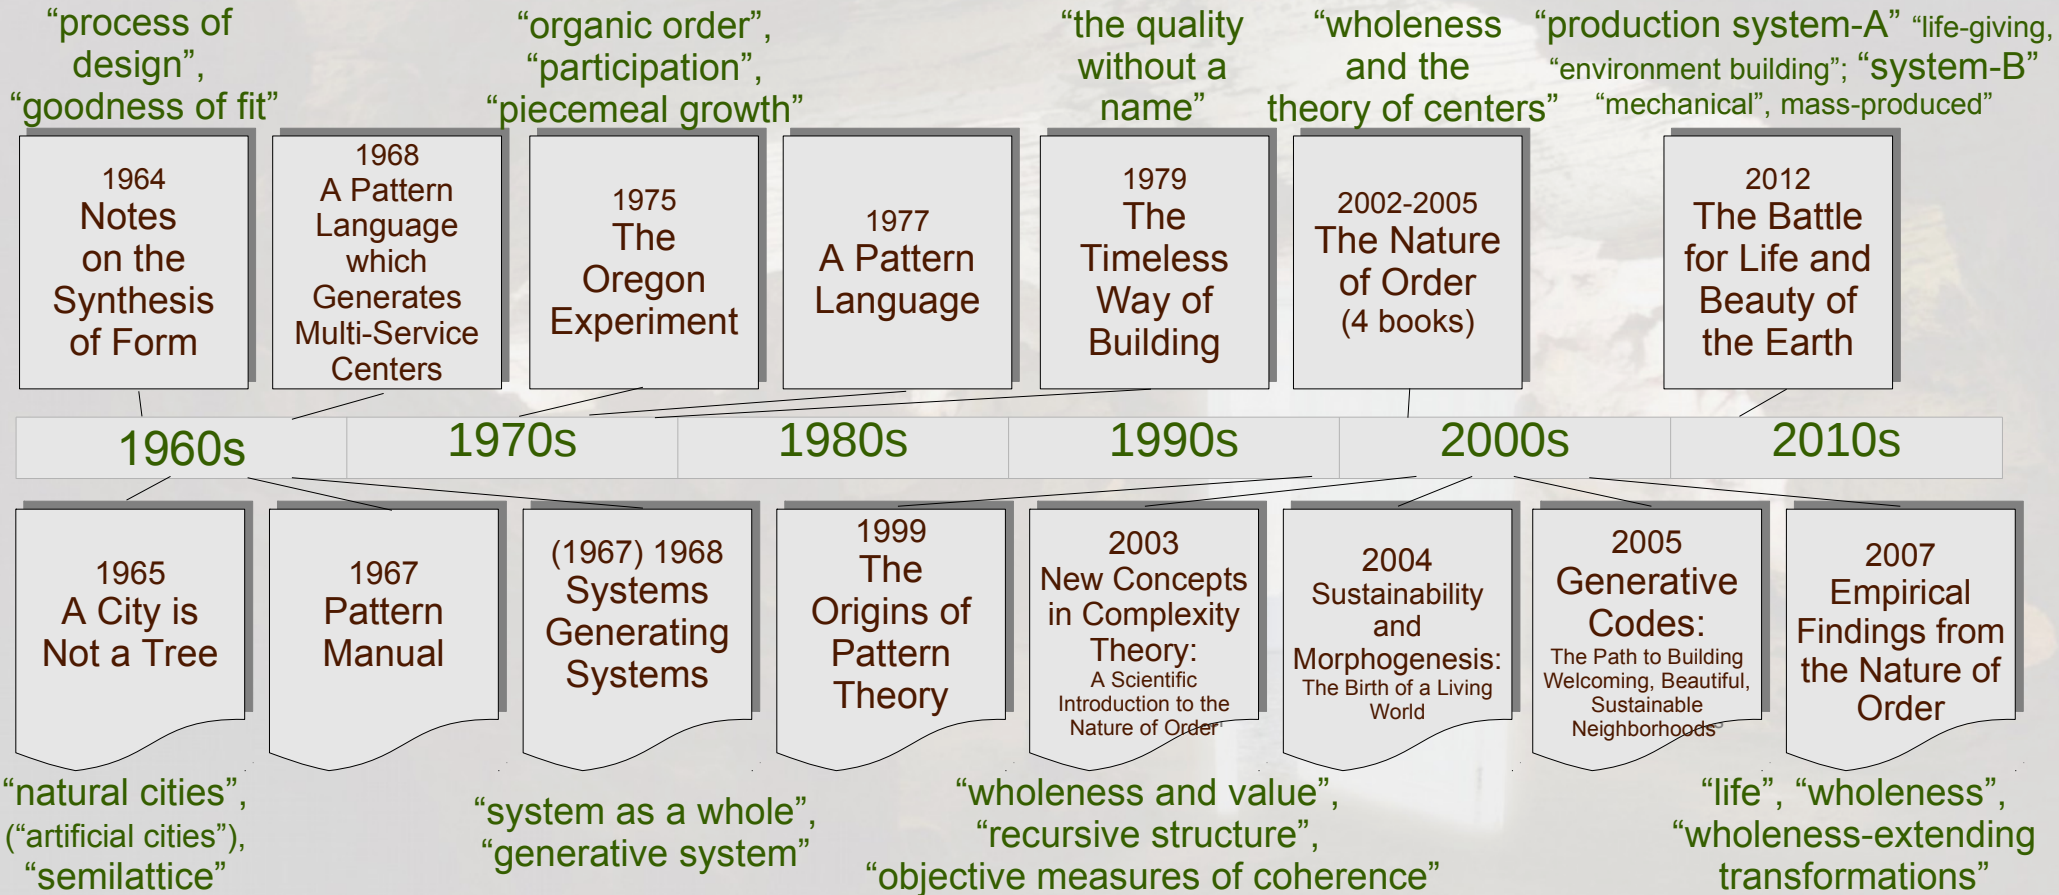 “process of
design”,
“goodness of fit”
“organic order”,
“participation”,
“piecemeal growth”
“the quality
without a
name”
“wholeness
and the
theory of centers”
“production system-A” “life-giving,
“environment building”; “system-B”
“mechanical”, mass-produced”
1964
Notes
on the
Synthesis
of Form
1968
A Pattern
Language
which
Generates
Multi-Service
Centers
1975
The
Oregon
Experiment
1977
A Pattern
Language
1979
The
Timeless
Way of
Building
2002-2005
The Nature
of Order
(4 books)
2012
The Battle
for Life and
Beauty of
the Earth
1960s
1970s
1980s
1990s
2000s
2010s
1965
A City is
Not a Tree
1967
Pattern
Manual
(1967) 1968
Systems
Generating
Systems
1999
The
Origins of
Pattern
Theory
2003
New Concepts
in Complexity
Theory:
A Scientific
Introduction to the
Nature of Order
2004
Sustainability
and
Morphogenesis:
The Birth of a Living
World
2005
Generative
Codes:
The Path to Building
Welcoming, Beautiful,
Sustainable
Neighborhoods
2007
Empirical
Findings from
the Nature of
Order
“natural cities”,
(“artificial cities”),
“semilattice”
“system as a whole”,
“generative system”
“wholeness and value”,
“recursive structure”,
“objective measures of coherence”
“life”, “wholeness”,
“wholeness-extending
transformations”